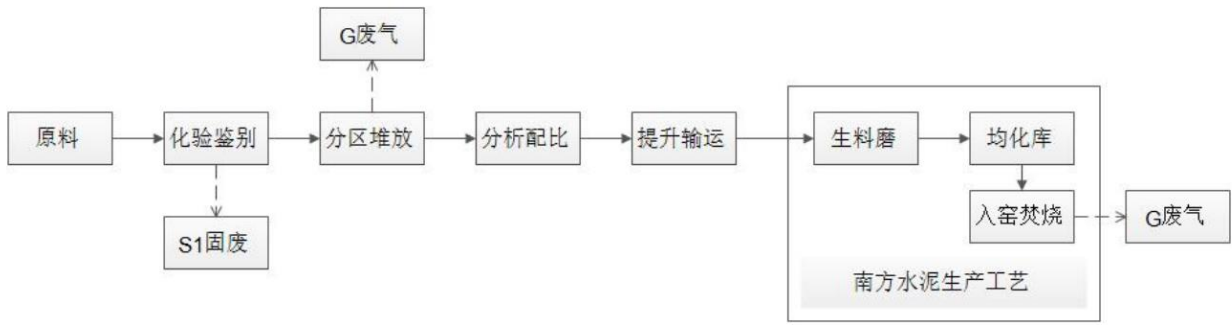 G废气
原料
化验鉴别
分区堆放
分析配比
提升输运
生料磨
均化库
S1固废
入窑焚烧
G废气
南方水泥生产工艺